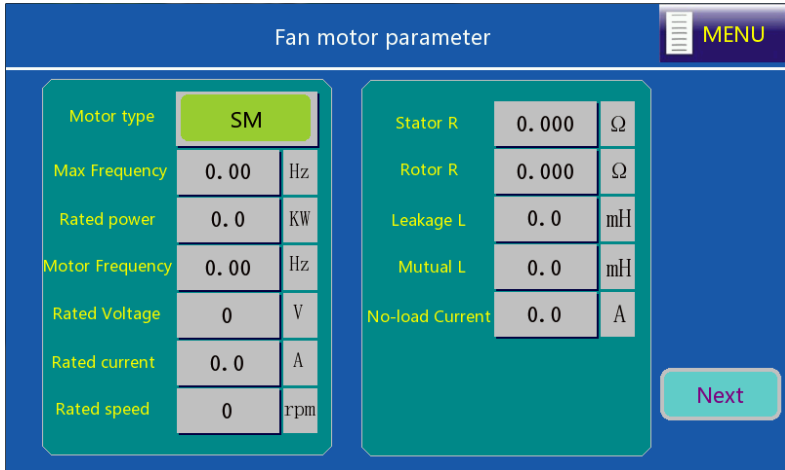 Fan motor parameter
MENU
Motor type SM
Max Frequency 0.00 Hz
Rated power 0.0 KW
Motor Frequency 0.00 Hz
Rated Voltage 0 V
Rated current 0.0 A
Rated speed 0 rpm
Stator R 0.000 Ω
Rotor R 0.000 Ω
Leakage L 0.0 mH
Mutual L 0.0 mH
No-load Current 0.0 A
Next